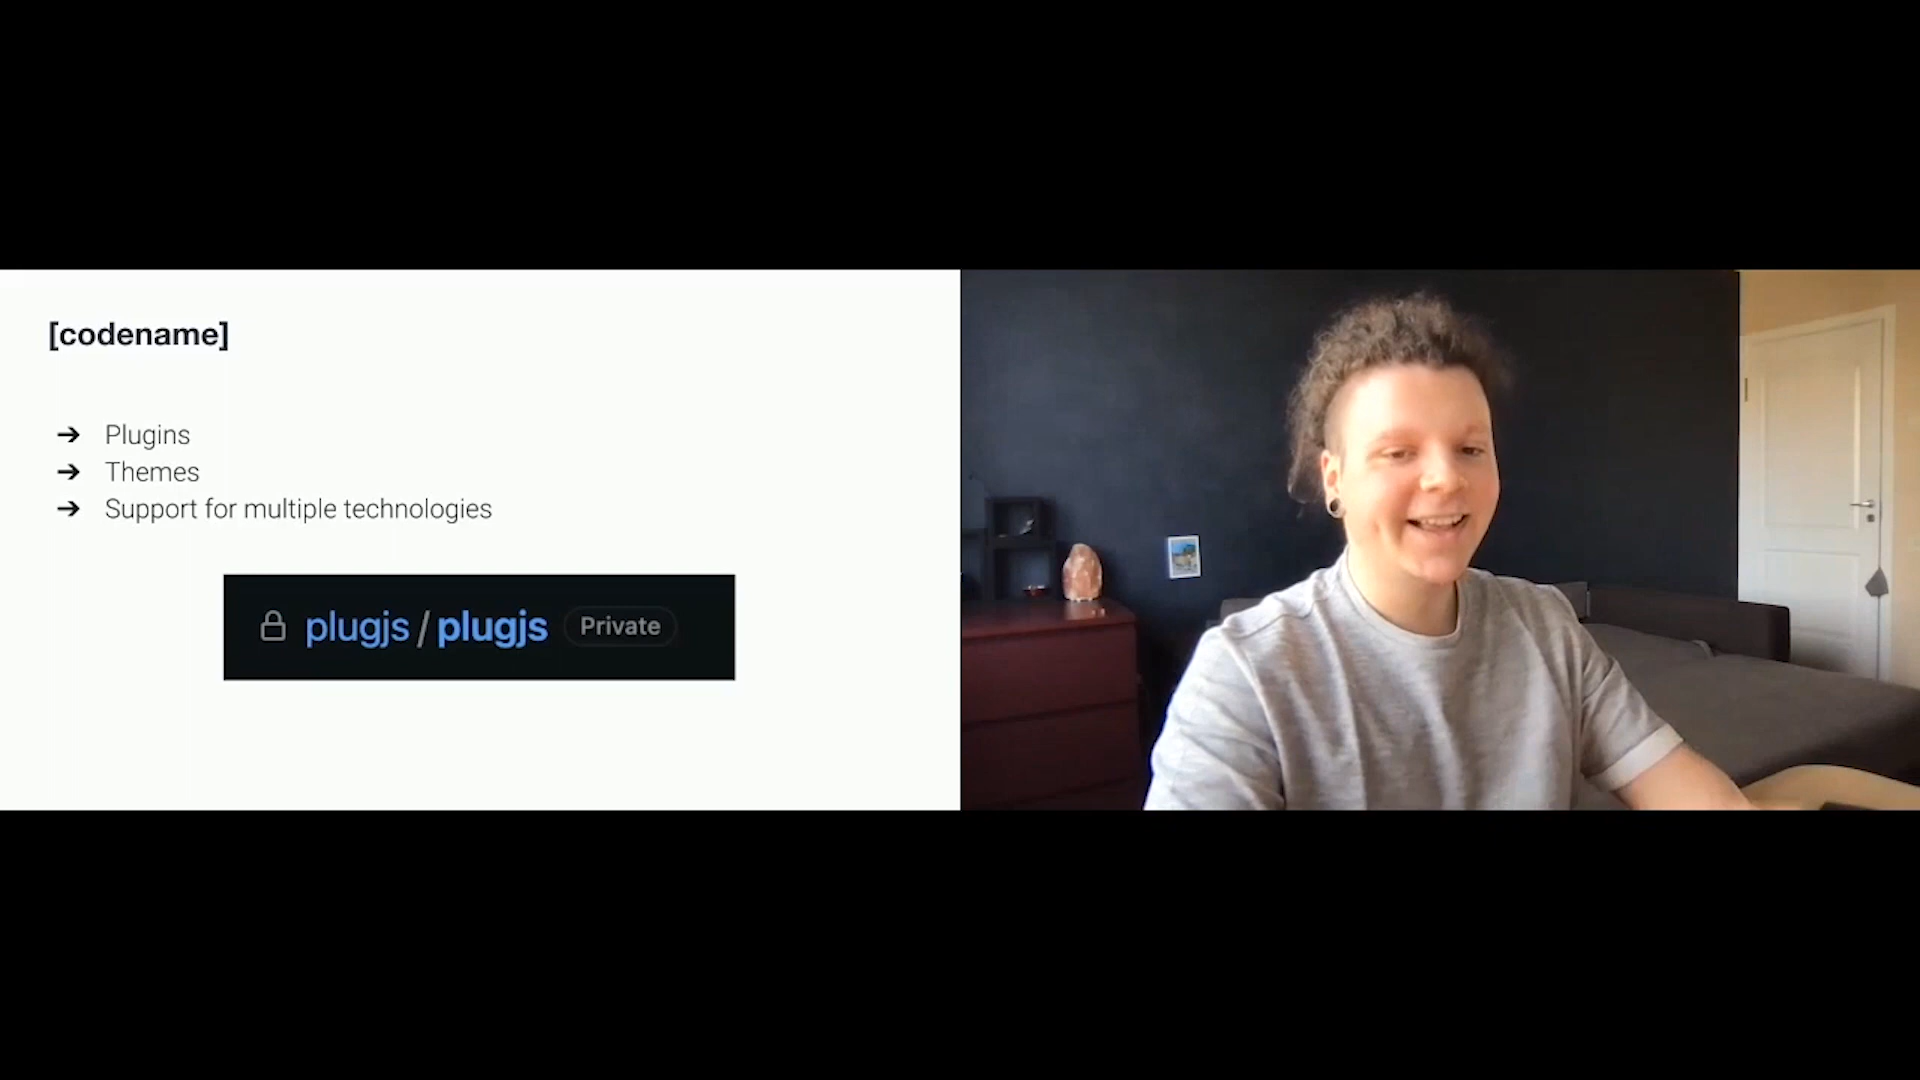 [codename]
➔ Plugins
➔ Themes
➔ Support for multiple technologies
plugjs / plugjs Private